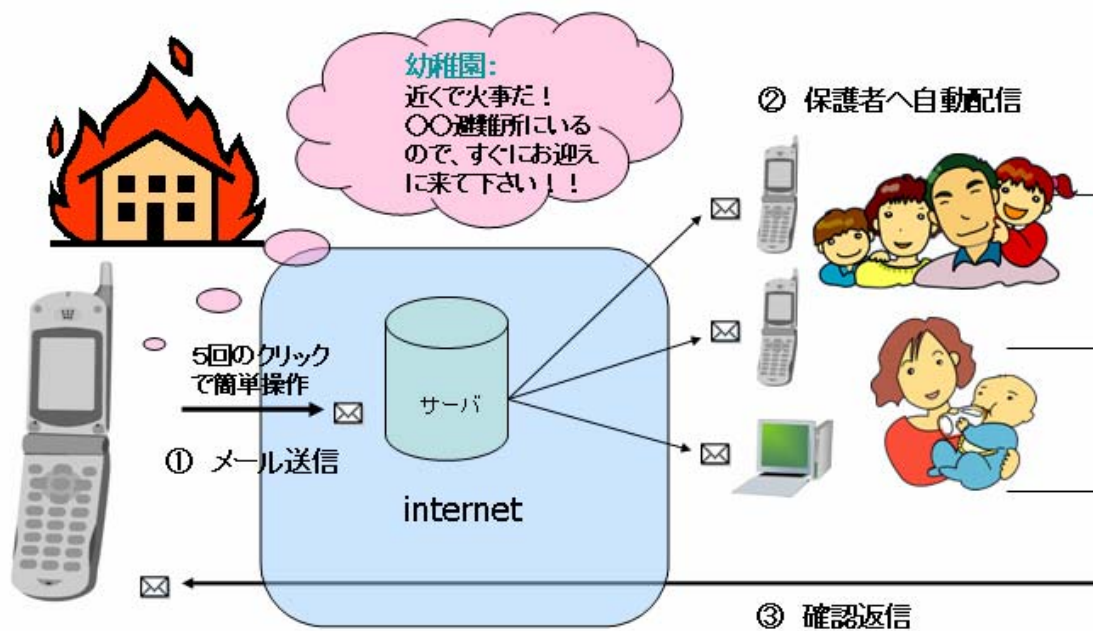 幼稚園:
近くで火事だ！
〇〇避難所にいる
ので、すぐにお迎え
に来て下さい！！
② 保護者へ自動配信
5回のクリック
で簡単操作
サーバ
① メール送信
internet
③ 確認返信